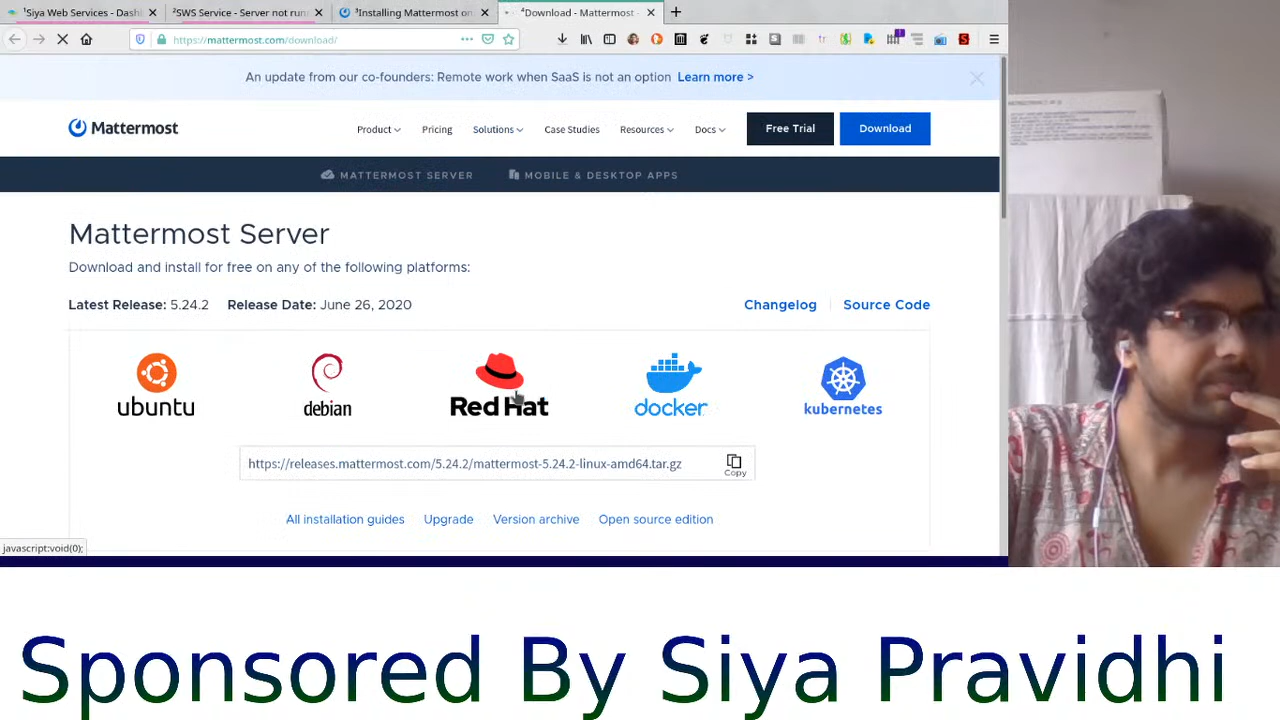 ¹Siya Web Services - Dashb
²SWS Service - Server not run
³Installing Mattermost on
⁴Download - Mattermost -
https://mattermost.com/download/
An update from our co-founders: Remote work when SaaS is not an option Learn more >
Mattermost
Product Pricing Solutions Case Studies Resources Docs Free Trial Download
MATTERMOST SERVER MOBILE & DESKTOP APPS
Mattermost Server
Download and install for free on any of the following platforms:
Latest Release: 5.24.2 Release Date: June 26, 2020 Changelog Source Code
ubuntu debian Red Hat docker kubernetes
https://releases.mattermost.com/5.24.2/mattermost-5.24.2-linux-amd64.tar.gz Copy
All installation guides Upgrade Version archive Open source edition
javascript:void(0);
Sponsored By Siya Pravidhi